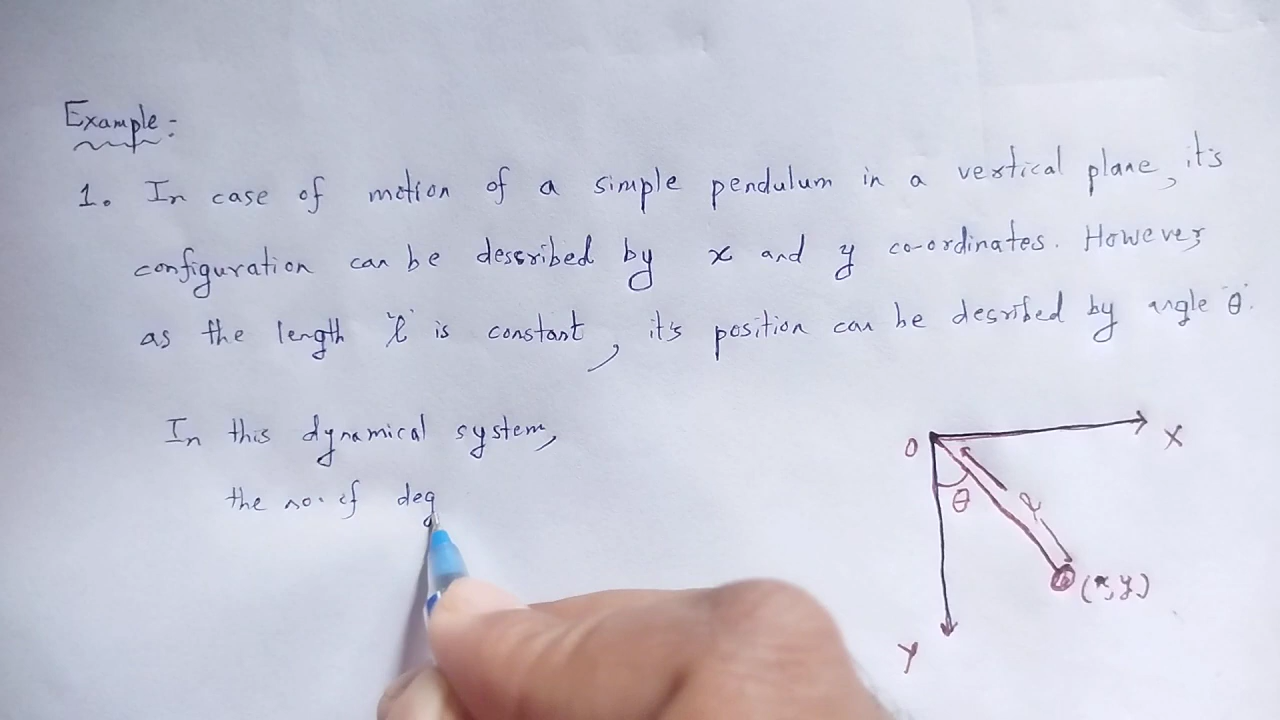 Example:-
1. In case of motion of a simple pendulum in a vertical plane, it's
configuration can be described by x and y co-ordinates. However
as the length 'l' is constant, it's position can be desribed by angle 'θ'.
In this dynamical system,
the no. of deg
O
X
θ
l
(x,y)
Y